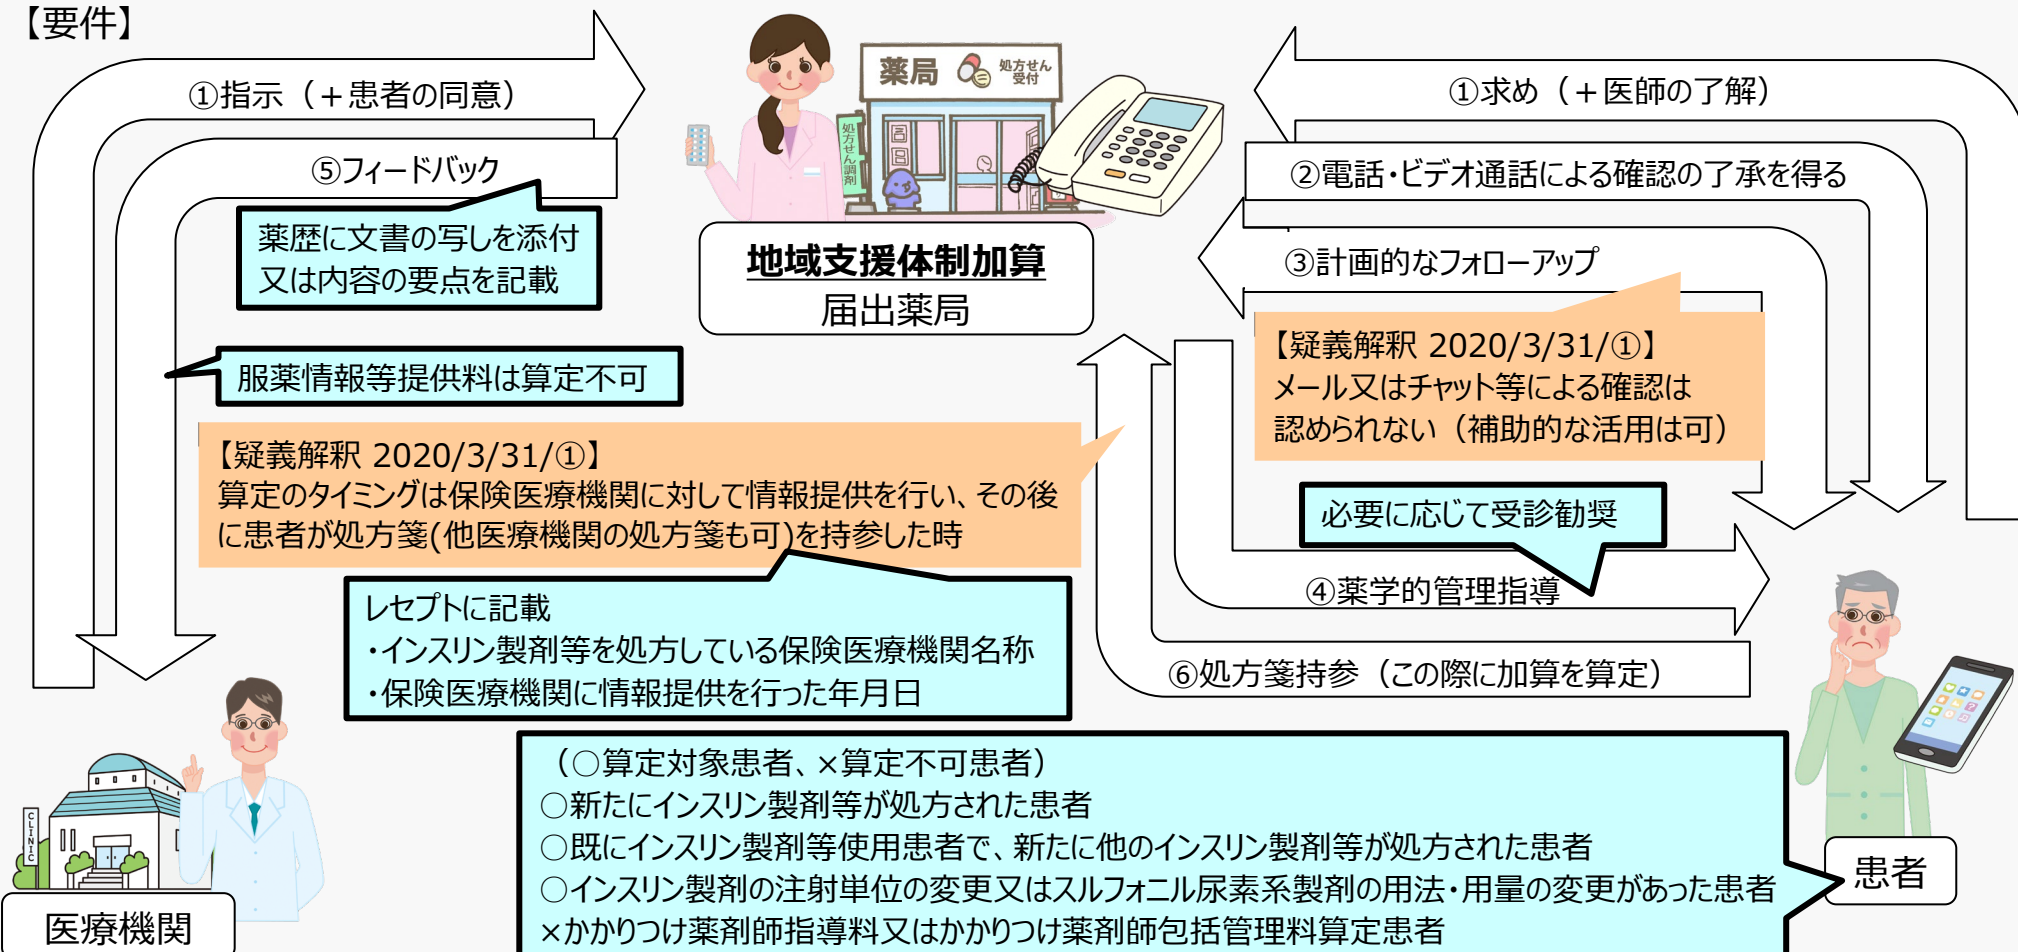 【要件】
①指示（＋患者の同意）
⑤フィードバック
薬歴に文書の写しを添付
又は内容の要点を記載
服薬情報等提供料は算定不可
薬局
処方せん
受付
処方せん調剤
地域支援体制加算
届出薬局
①求め（＋医師の了解）
②電話・ビデオ通話による確認の了承を得る
③計画的なフォローアップ
【疑義解釈 2020/3/31/①】
メール又はチャット等による確認は
認められない（補助的な活用は可）
【疑義解釈 2020/3/31/①】
算定のタイミングは保険医療機関に対して情報提供を行い、その後
に患者が処方箋(他医療機関の処方箋も可)を持参した時
必要に応じて受診勧奨
④薬学的管理指導
⑥処方箋持参（この際に加算を算定）
レセプトに記載
・インスリン製剤等を処方している保険医療機関名称
・保険医療機関に情報提供を行った年月日
（○算定対象患者、×算定不可患者）
○新たにインスリン製剤等が処方された患者
○既にインスリン製剤等使用患者で、新たに他のインスリン製剤等が処方された患者
○インスリン製剤の注射単位の変更又はスルフォニル尿素系製剤の用法・用量の変更があった患者
×かかりつけ薬剤師指導料又はかかりつけ薬剤師包括管理料算定患者
CLINIC
医療機関
患者